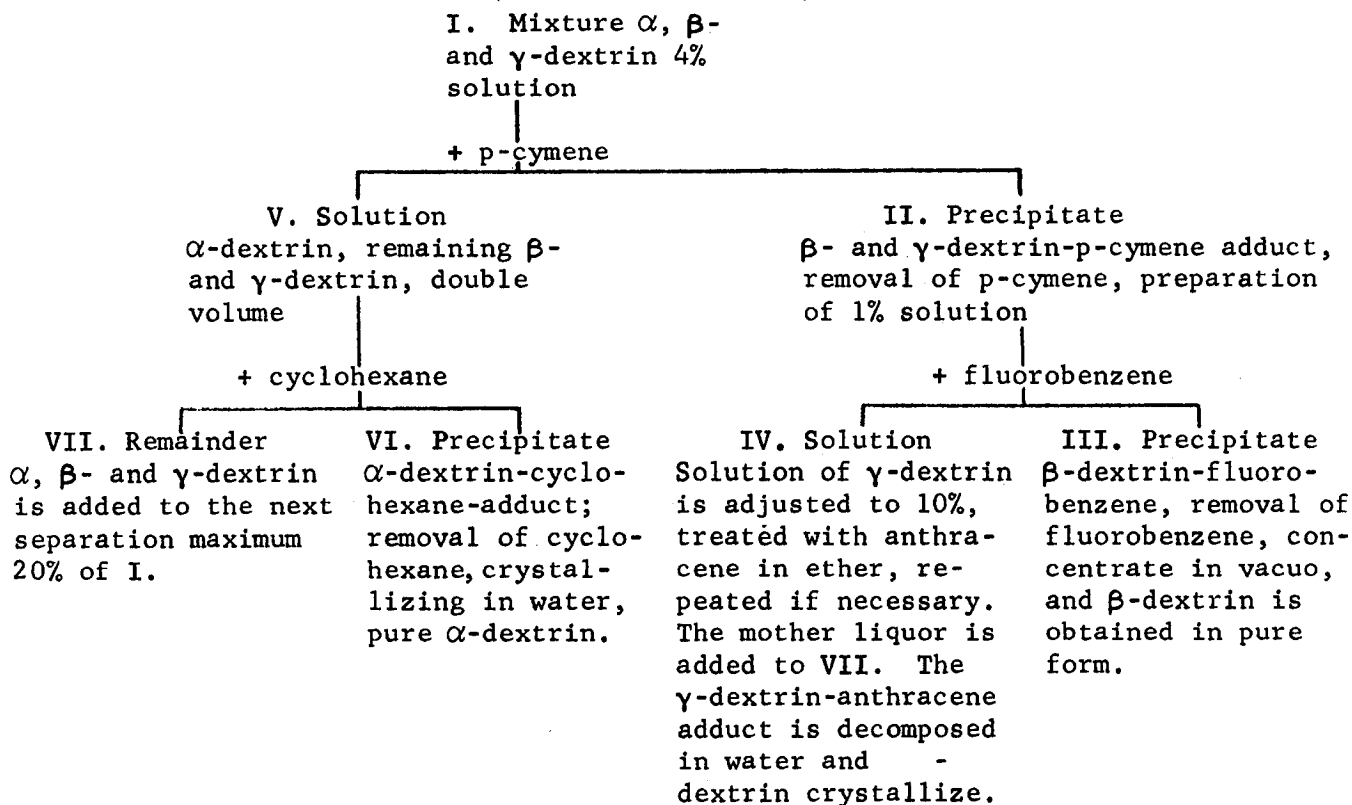 I. Mixture α, β-
and γ-dextrin 4%
solution
+ p-cymene
V. Solution
α-dextrin, remaining β-
and γ-dextrin, double
volume
II. Precipitate
β- and γ-dextrin-p-cymene adduct,
removal of p-cymene, preparation
of 1% solution
+ cyclohexane
+ fluorobenzene
VII. Remainder
α, β- and γ-dextrin
is added to the next
separation maximum
20% of I.
VI. Precipitate
α-dextrin-cyclo-
hexane-adduct;
removal of cyclo-
hexane, crystal-
lizing in water,
pure α-dextrin.
IV. Solution
Solution of γ-dextrin
is adjusted to 10%,
treated with anthra-
cene in ether, re-
peated if necessary.
The mother liquor is
added to VII. The
γ-dextrin-anthracene
adduct is decomposed
in water and -
dextrin crystallize.
III. Precipitate
β-dextrin-fluoro-
benzene, removal of
fluorobenzene, con-
centrate in vacuo,
and β-dextrin is
obtained in pure
form.